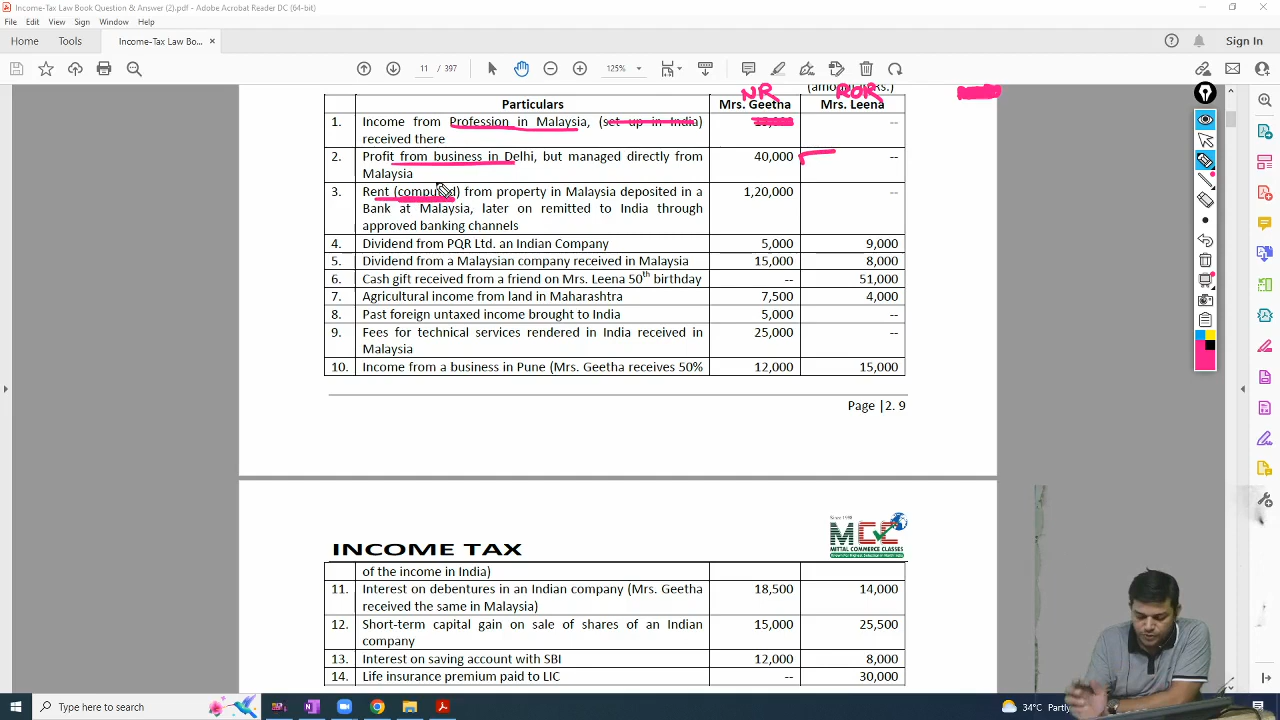 Income-Tax Law Book Question & Answer (2).pdf - Adobe Acrobat Reader DC (64-bit)
File Edit View Sign Window Help
Home Tools Income-Tax Law Bo... × Sign In
11 / 397 125%
NR ROR
Particulars Mrs. Geetha Mrs. Leena
1. Income from Profession in Malaysia, (set up in India) --
received there
2. Profit from business in Delhi, but managed directly from 40,000 --
Malaysia
3. Rent (computed) from property in Malaysia deposited in a 1,20,000 --
Bank at Malaysia, later on remitted to India through
approved banking channels
4. Dividend from PQR Ltd. an Indian Company 5,000 9,000
5. Dividend from a Malaysian company received in Malaysia 15,000 8,000
6. Cash gift received from a friend on Mrs. Leena 50th birthday -- 51,000
7. Agricultural income from land in Maharashtra 7,500 4,000
8. Past foreign untaxed income brought to India 5,000 --
9. Fees for technical services rendered in India received in 25,000 --
Malaysia
10. Income from a business in Pune (Mrs. Geetha receives 50% 12,000 15,000
Page |2. 9
MCC
MITTAL COMMERCE CLASSES
INCOME TAX
of the income in India)
11. Interest on debentures in an Indian company (Mrs. Geetha 18,500 14,000
received the same in Malaysia)
12. Short-term capital gain on sale of shares of an Indian 15,000 25,500
company
13. Interest on saving account with SBI 12,000 8,000
14. Life insurance premium paid to LIC -- 30,000
Type here to search 34°C Partly